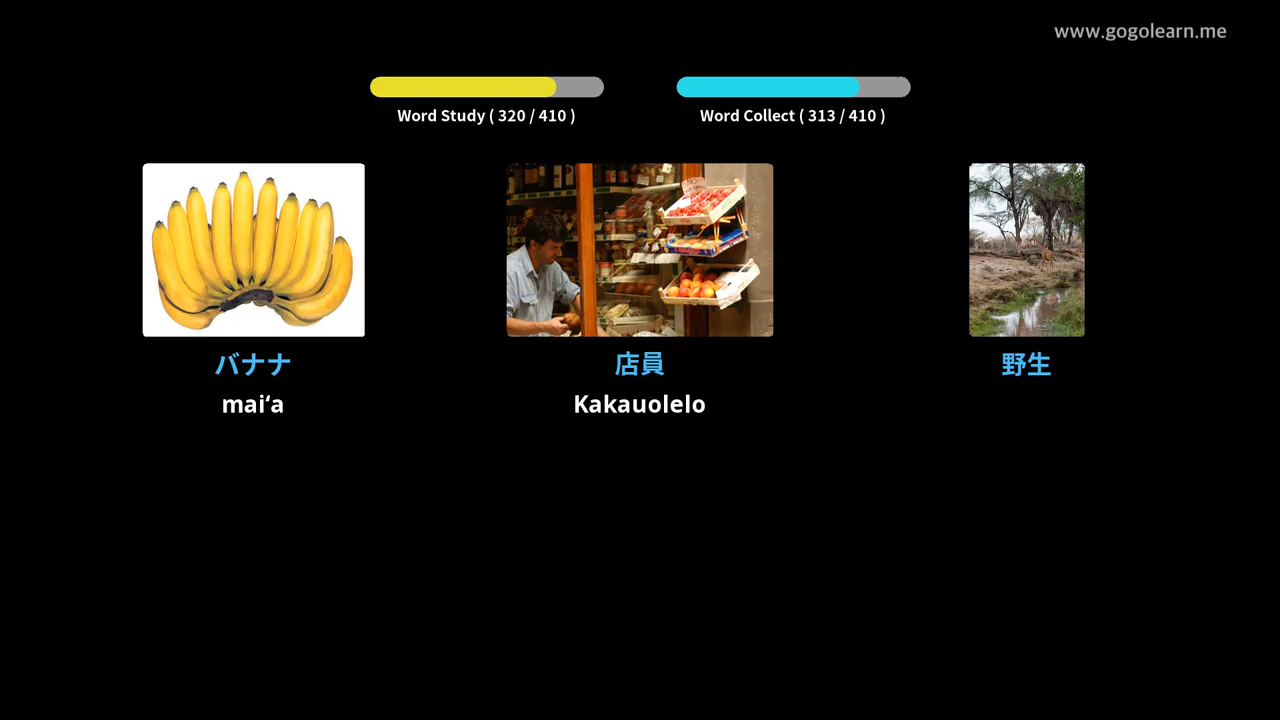 www.gogolearn.me
Word Study ( 320 / 410 )
Word Collect ( 313 / 410 )
バナナ
maiʻa
店員
Kakauolelo
野生